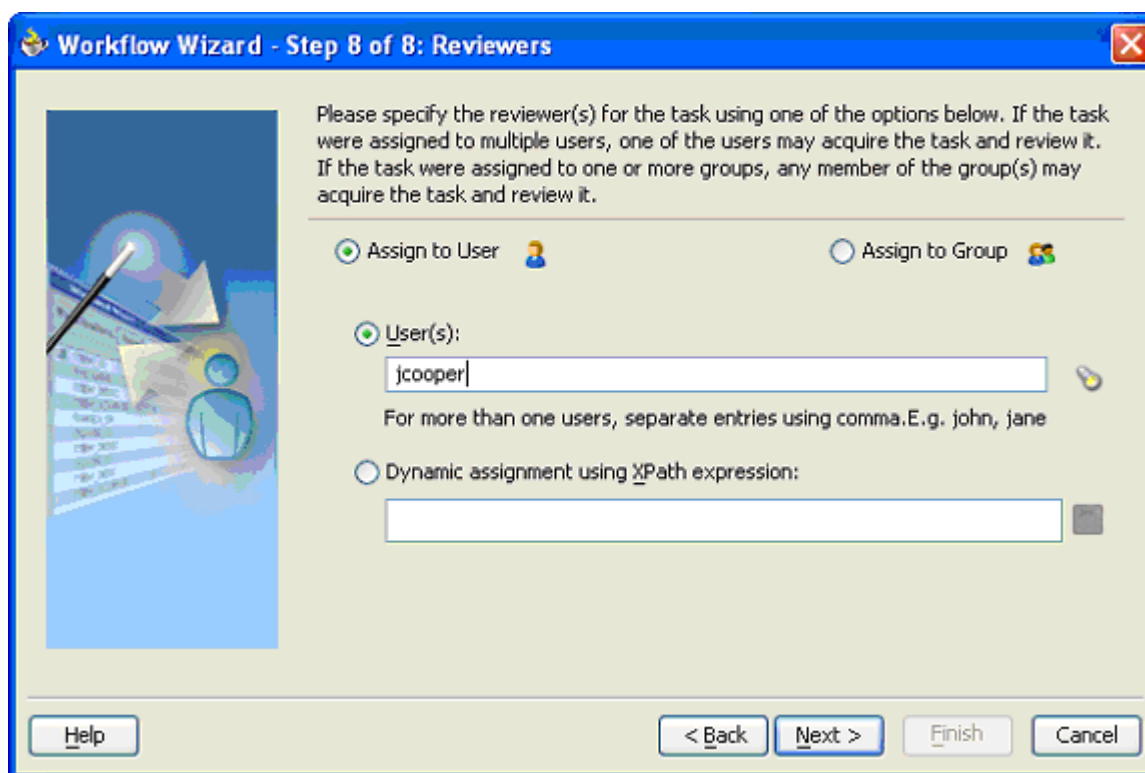 Workflow Wizard - Step 8 of 8: Reviewers
Please specify the reviewer(s) for the task using one of the options below. If the task
were assigned to multiple users, one of the users may acquire the task and review it.
If the task were assigned to one or more groups, any member of the group(s) may
acquire the task and review it.
Assign to User Assign to Group
User(s):
jcooper
For more than one users, separate entries using comma.E.g. john, jane
Dynamic assignment using XPath expression:
Help < Back Next > Finish Cancel